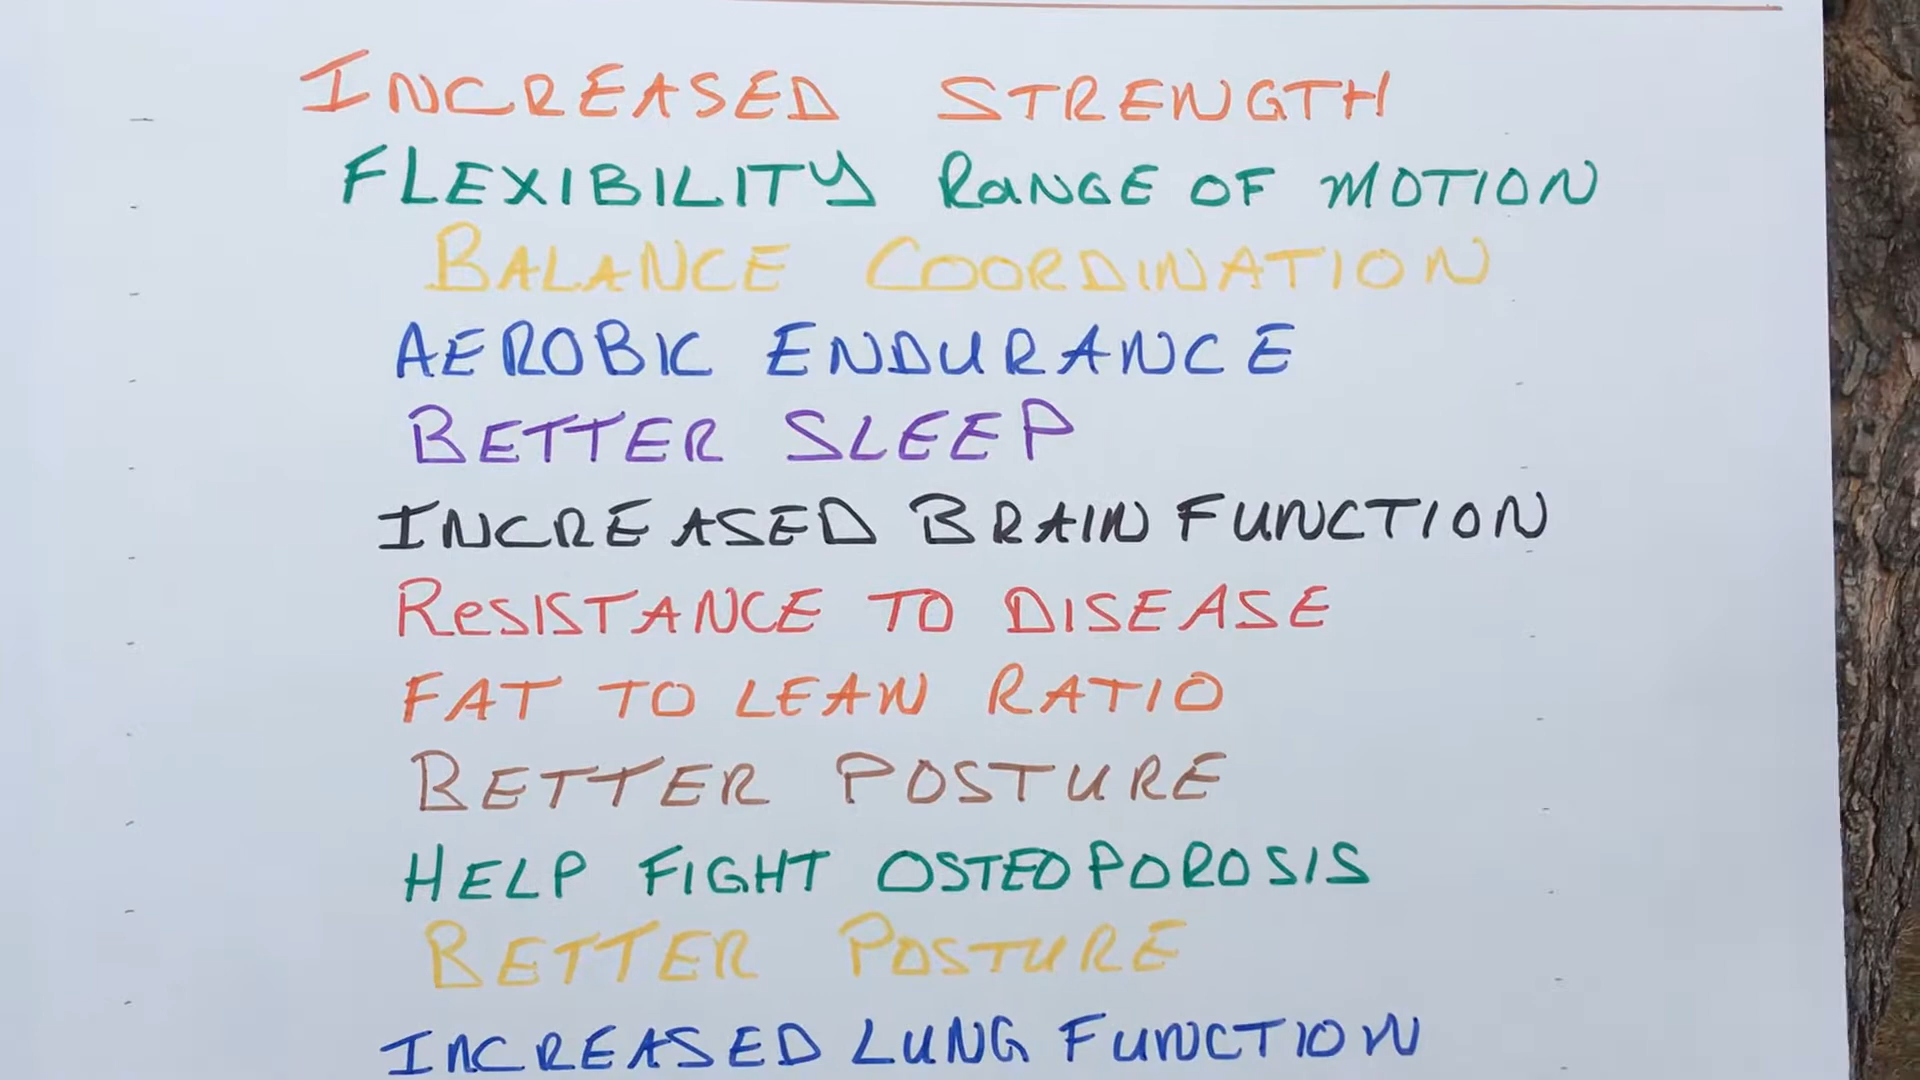 INCREASED STRENGTH
FLEXIBILITY RANGE OF MOTION
BALANCE COORDINATION
AEROBIC ENDURANCE
BETTER SLEEP
INCREASED BRAIN FUNCTION
RESISTANCE TO DISEASE
FAT TO LEAN RATIO
BETTER POSTURE
HELP FIGHT OSTEOPOROSIS
BETTER POSTURE
INCREASED LUNG FUNCTION